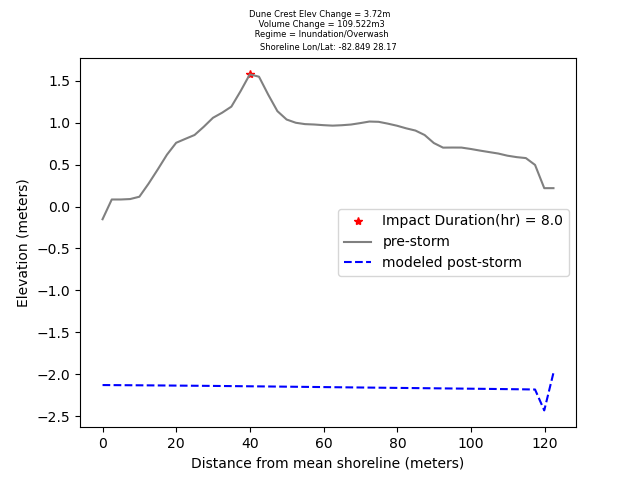 Dune Crest Elev Change = 3.72m
Volume Change = 109.522m3
Regime = Inundation/Overwash
Shoreline Lon/Lat: -82.849 28.17
1.5
1.0
0.5
0.0
-0.5
-1.0
-1.5
-2.0
-2.5
Elevation (meters)
Impact Duration(hr) = 8.0
pre-storm
modeled post-storm
0 20 40 60 80 100 120
Distance from mean shoreline (meters)